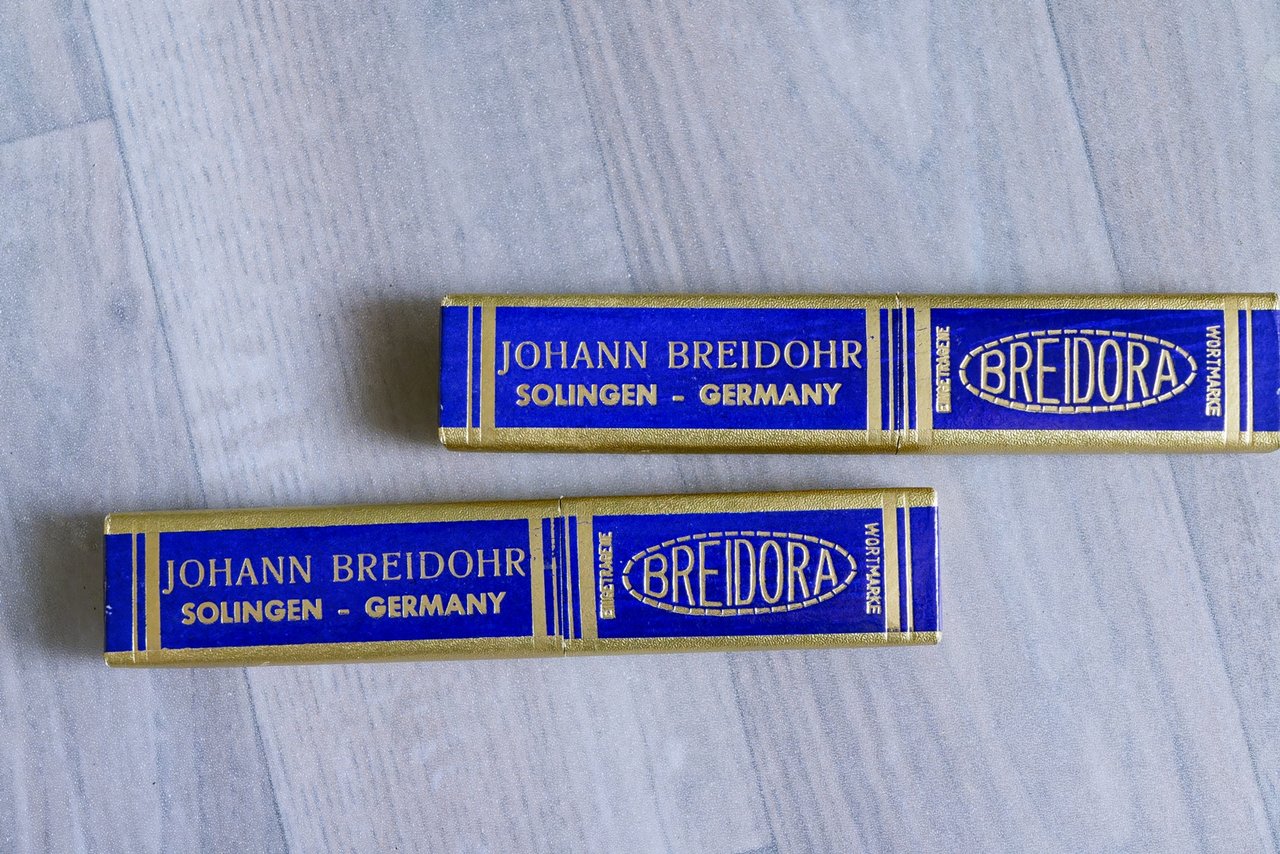 JOHANN BREIDOHR
SOLINGEN - GERMANY
EINGETRAGENE
BREIDORA
WORTMARKE
JOHANN BREIDOHR
SOLINGEN - GERMANY
EINGETRAGENE
BREIDORA
WORTMARKE